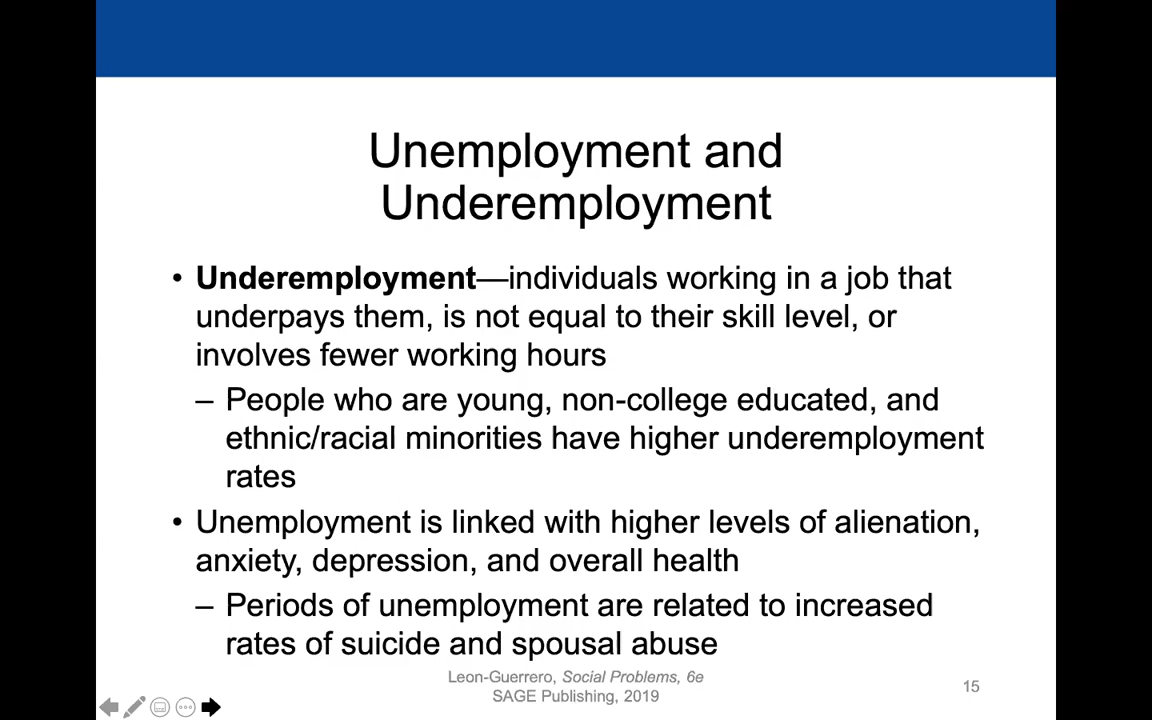 Unemployment and
Underemployment
• Underemployment—individuals working in a job that
underpays them, is not equal to their skill level, or
involves fewer working hours
– People who are young, non-college educated, and
ethnic/racial minorities have higher underemployment
rates
• Unemployment is linked with higher levels of alienation,
anxiety, depression, and overall health
– Periods of unemployment are related to increased
rates of suicide and spousal abuse
Leon-Guerrero, Social Problems, 6e
SAGE Publishing, 2019
15